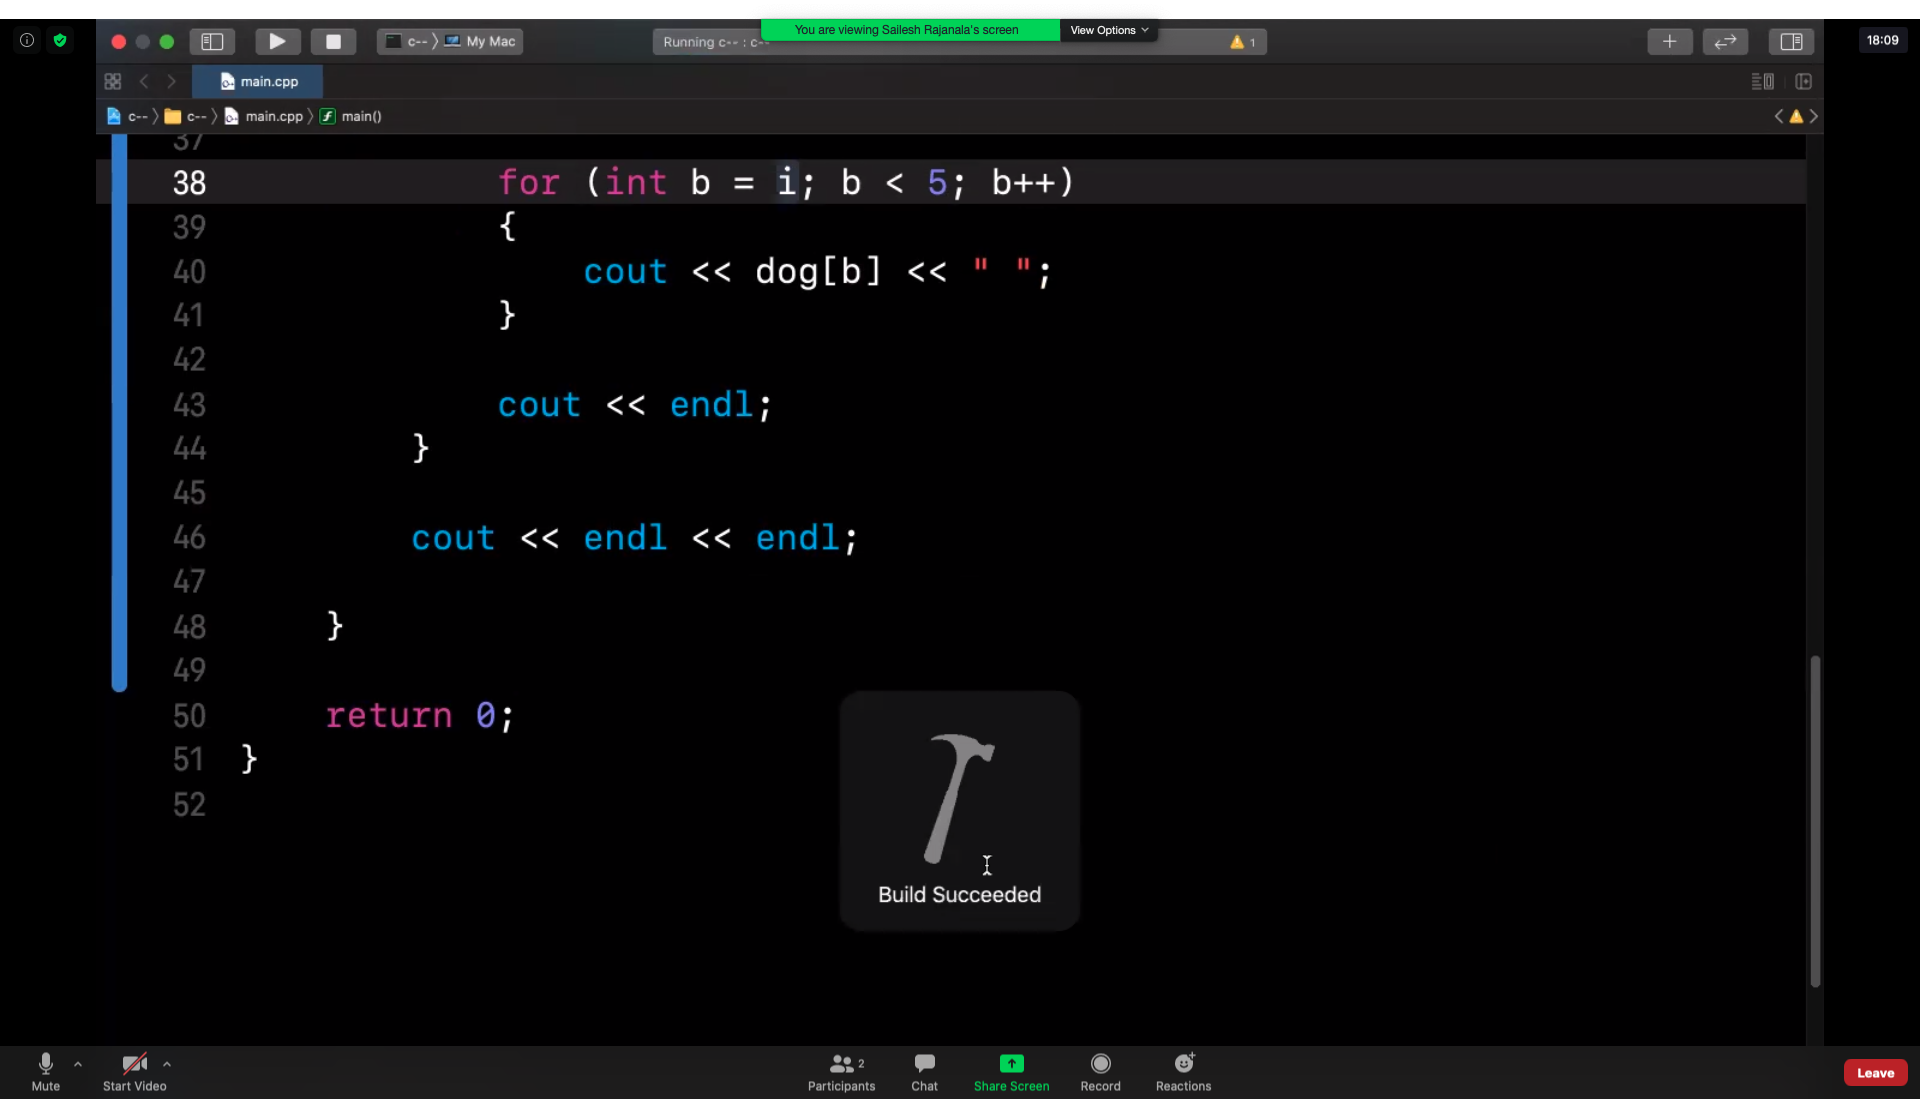 You are viewing Sailesh Rajanala's screen
View Options
18:09
c-- 〉 My Mac
Running c-- : c--
1
main.cpp
c-- 〉 c-- 〉 main.cpp 〉 main()
37
38 for (int b = i; b < 5; b++)
39 {
40 cout << dog[b] << " ";
41 }
42
43 cout << endl;
44 }
45
46 cout << endl << endl;
47
48 }
49
50 return 0;
51 }
52
Build Succeeded
Mute
Start Video
Participants 2
Chat
Share Screen
Record
Reactions
Leave